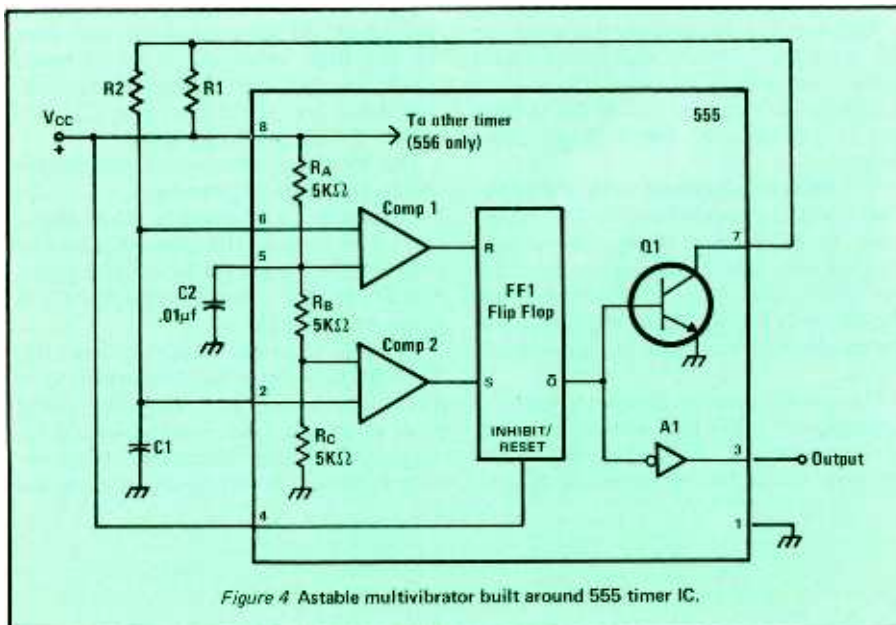 R2
R1
VCC
+
8
To other timer
(556 only)
555
RA
5KΩ
6
Comp 1
5
R
7
Q1
FF1
Flip Flop
C2
.01µf
RB
5KΩ
Comp 2
2
S
Q̅
C1
RC
5KΩ
INHIBIT/
RESET
A1
3
Output
4
1
Figure 4 Astable multivibrator built around 555 timer IC.